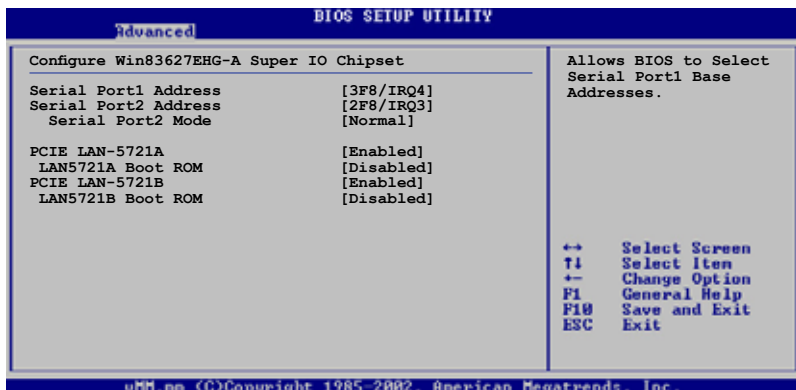 BIOS SETUP UTILITY
Advanced
Configure Win83627EHG-A Super IO Chipset
Serial Port1 Address [3F8/IRQ4]
Serial Port2 Address [2F8/IRQ3]
Serial Port2 Mode [Normal]
PCIE LAN-5721A [Enabled]
LAN5721A Boot ROM [Disabled]
PCIE LAN-5721B [Enabled]
LAN5721B Boot ROM [Disabled]
Allows BIOS to Select
Serial Port1 Base
Addresses.
↔ Select Screen
↑↓ Select Item
+- Change Option
F1 General Help
F10 Save and Exit
ESC Exit
(C)Copyright 1985-2002, American Megatrends, Inc.